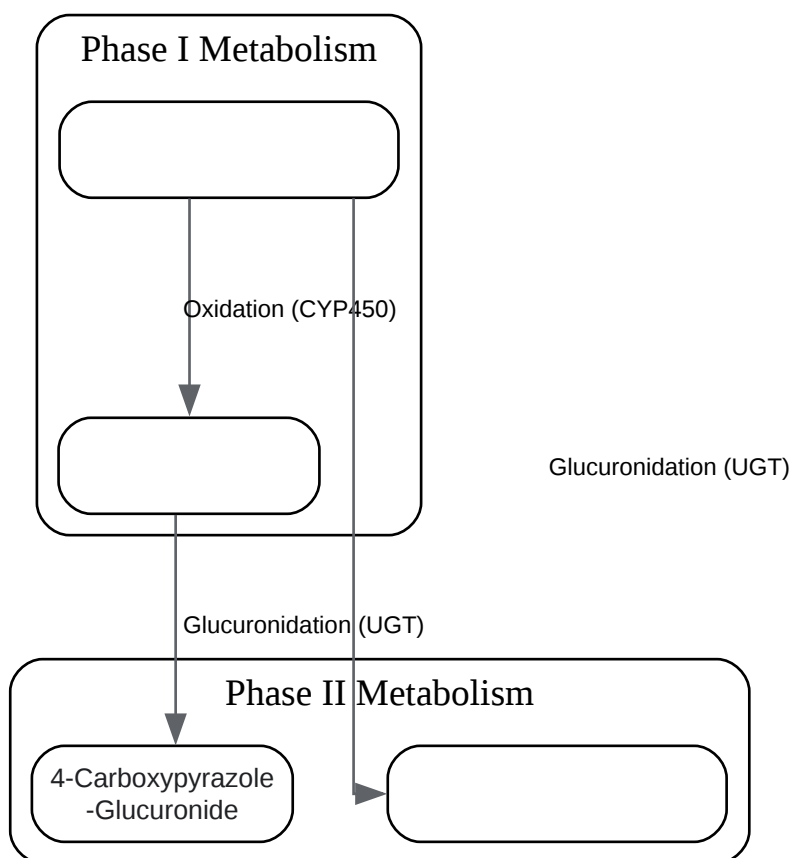 Phase I Metabolism
Oxidation (CYP450)
Glucuronidation (UGT)
Glucuronidation (UGT)
Phase II Metabolism
4-Carboxypyrazole
-Glucuronide